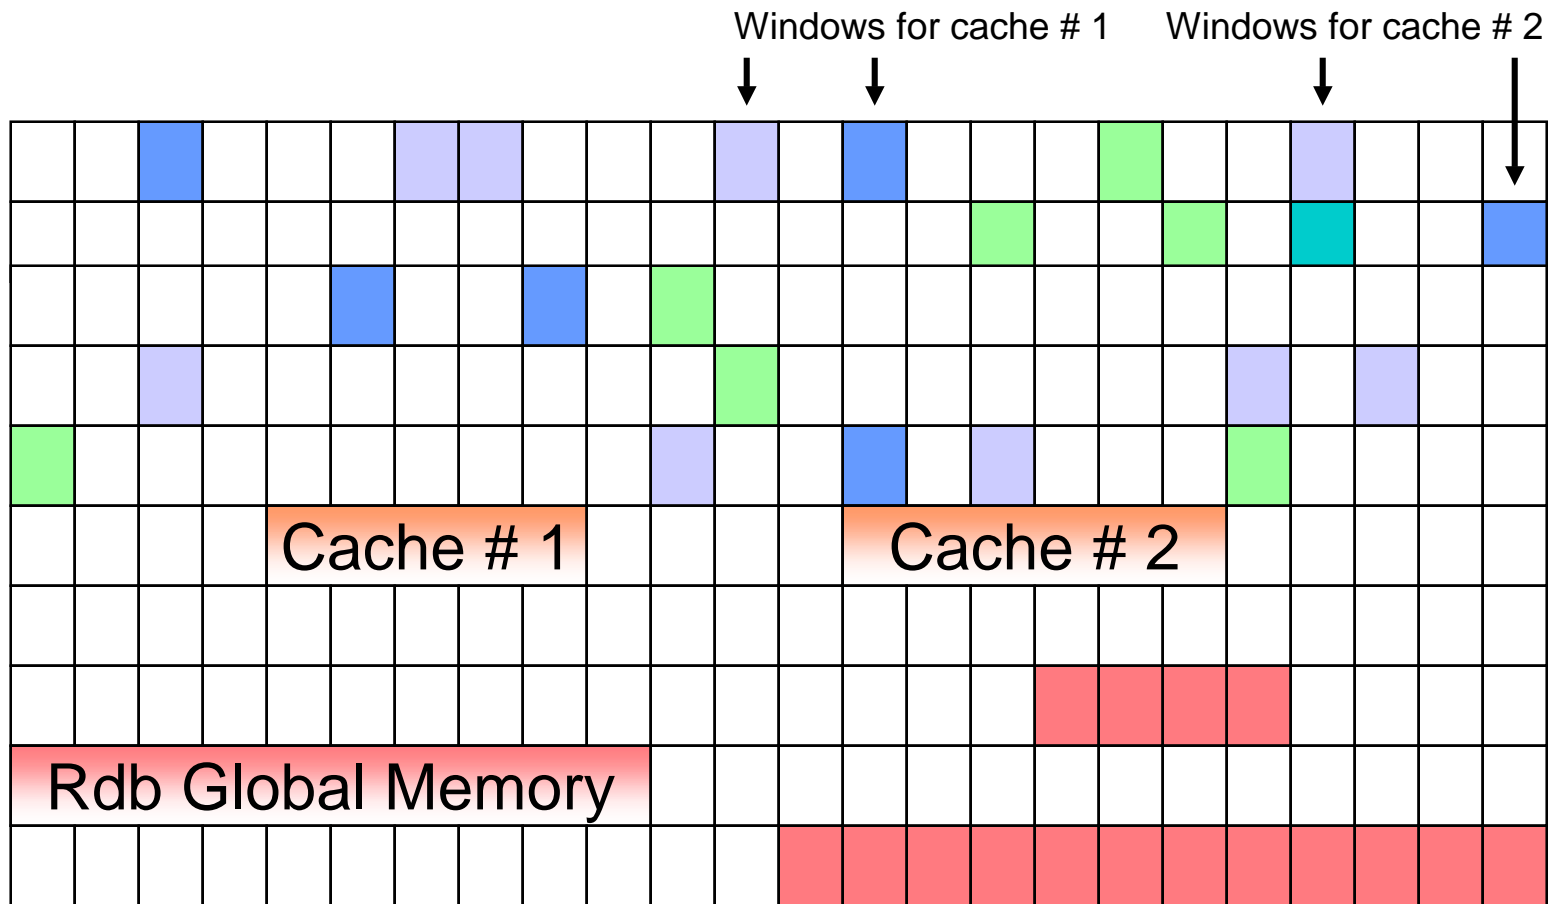 Windows for cache # 1
Windows for cache # 2
Cache # 1
Cache # 2
Rdb Global Memory